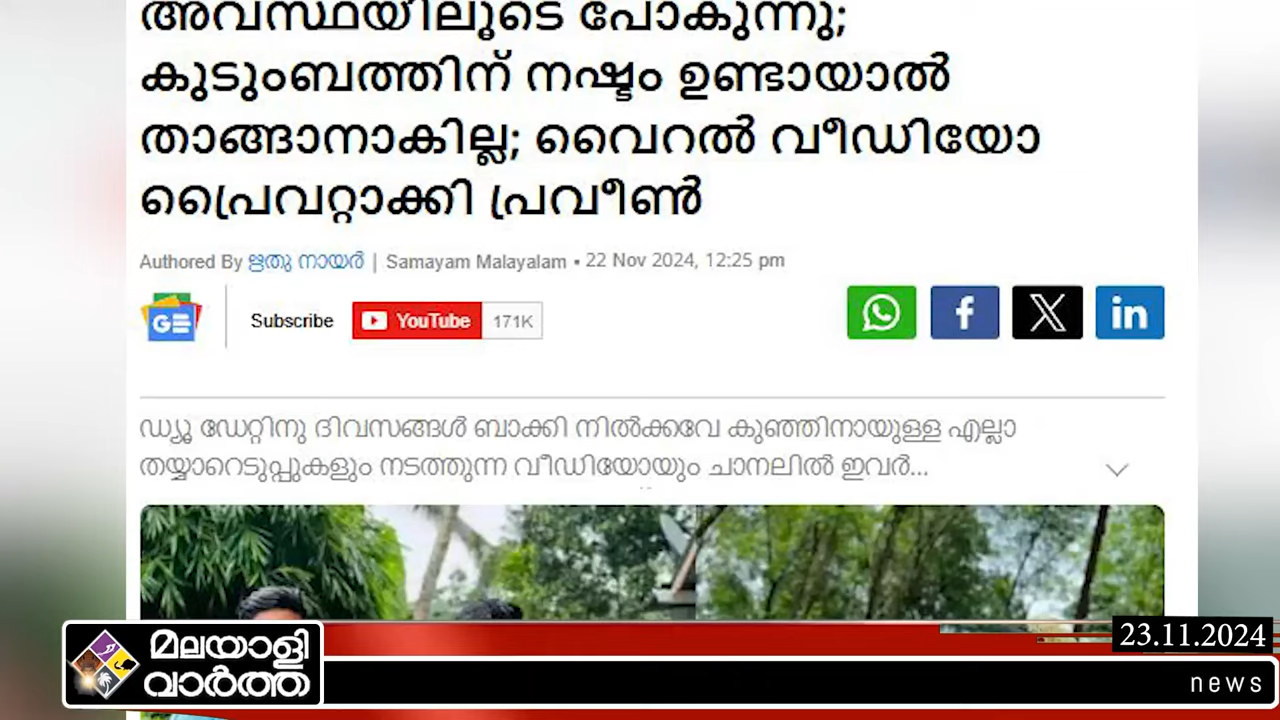 അവസ്ഥയിലൂടെ പോകുന്നു;
കുടുംബത്തിന് നഷ്ടം ഉണ്ടായാൽ
താങ്ങാനാകില്ല; വൈറൽ വീഡിയോ
പ്രൈവറ്റാക്കി പ്രവീൺ
Authored By ഋതു നായർ | Samayam Malayalam • 22 Nov 2024, 12:25 pm
GE Subscribe YouTube 171K
ഡ്യൂ ഡേറ്റിനു ദിവസങ്ങൾ ബാക്കി നിൽക്കവേ കുഞ്ഞിനായുള്ള എല്ലാ
തയ്യാറെടുപ്പുകളും നടത്തുന്ന വീഡിയോയും ചാനലിൽ ഇവർ...
മലയാളി
വാർത്ത
23.11.2024
news